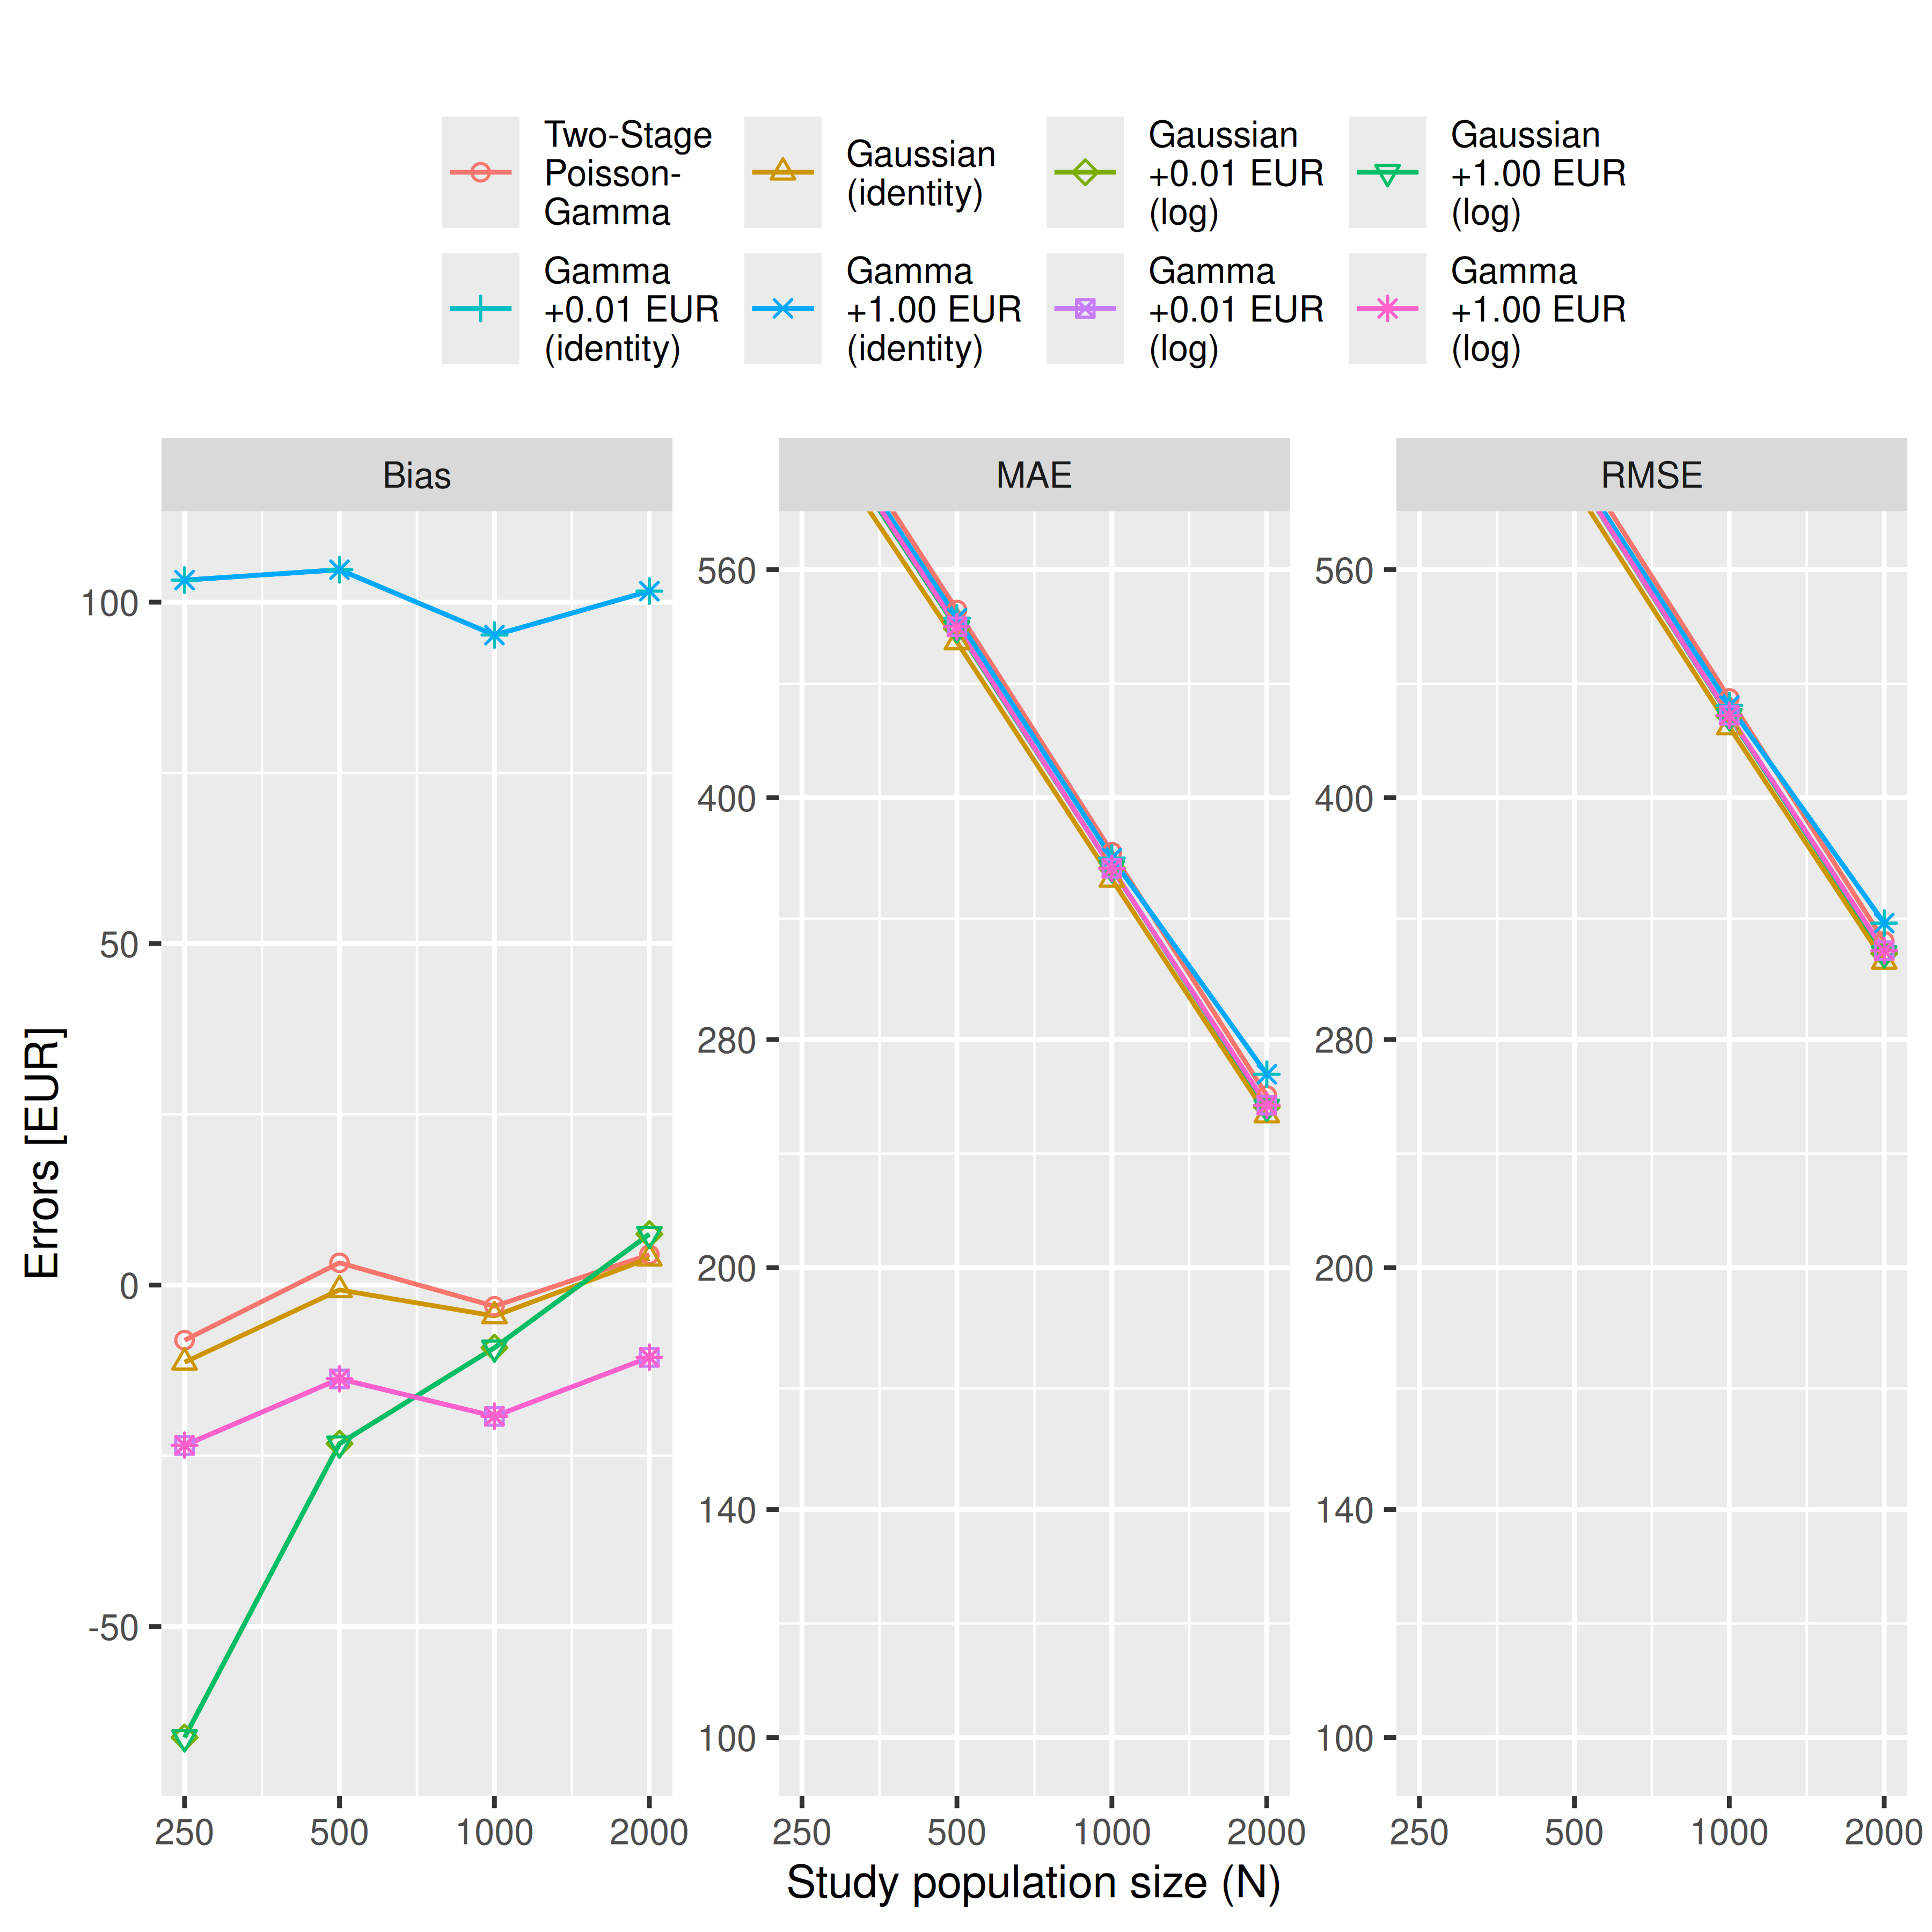 Two-Stage
Poisson-
Gamma
Gaussian
(identity)
Gaussian
+0.01 EUR
(log)
Gaussian
+1.00 EUR
(log)
Gamma
+0.01 EUR
(identity)
Gamma
+1.00 EUR
(identity)
Gamma
+0.01 EUR
(log)
Gamma
+1.00 EUR
(log)
Bias
MAE
RMSE
Errors [EUR]
100
50
0
-50
560
400
280
200
140
100
560
400
280
200
140
100
250 500 1000 2000
250 500 1000 2000
250 500 1000 2000
Study population size (N)